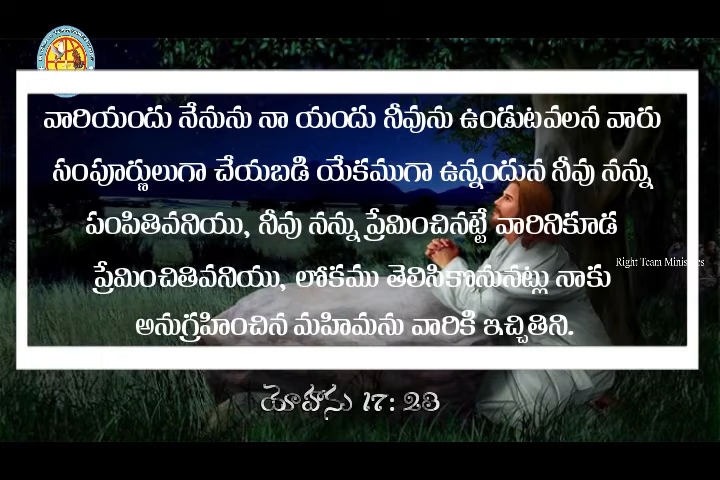 వారియందు నేనును నా యందు నీవును ఉండుటవలన వారు
సంపూర్ణులుగా చేయబడి యేకముగా ఉన్నందున నీవు నన్ను
పంపితివనియు, నీవు నన్ను ప్రేమించినట్టే వారినికూడ
ప్రేమించితివనియు, లోకము తెలిసికొనునట్లు నాకు
అనుగ్రహించిన మహిమను వారికి ఇచ్చితిని.
Right Team Ministries
యోహాను 17: 23